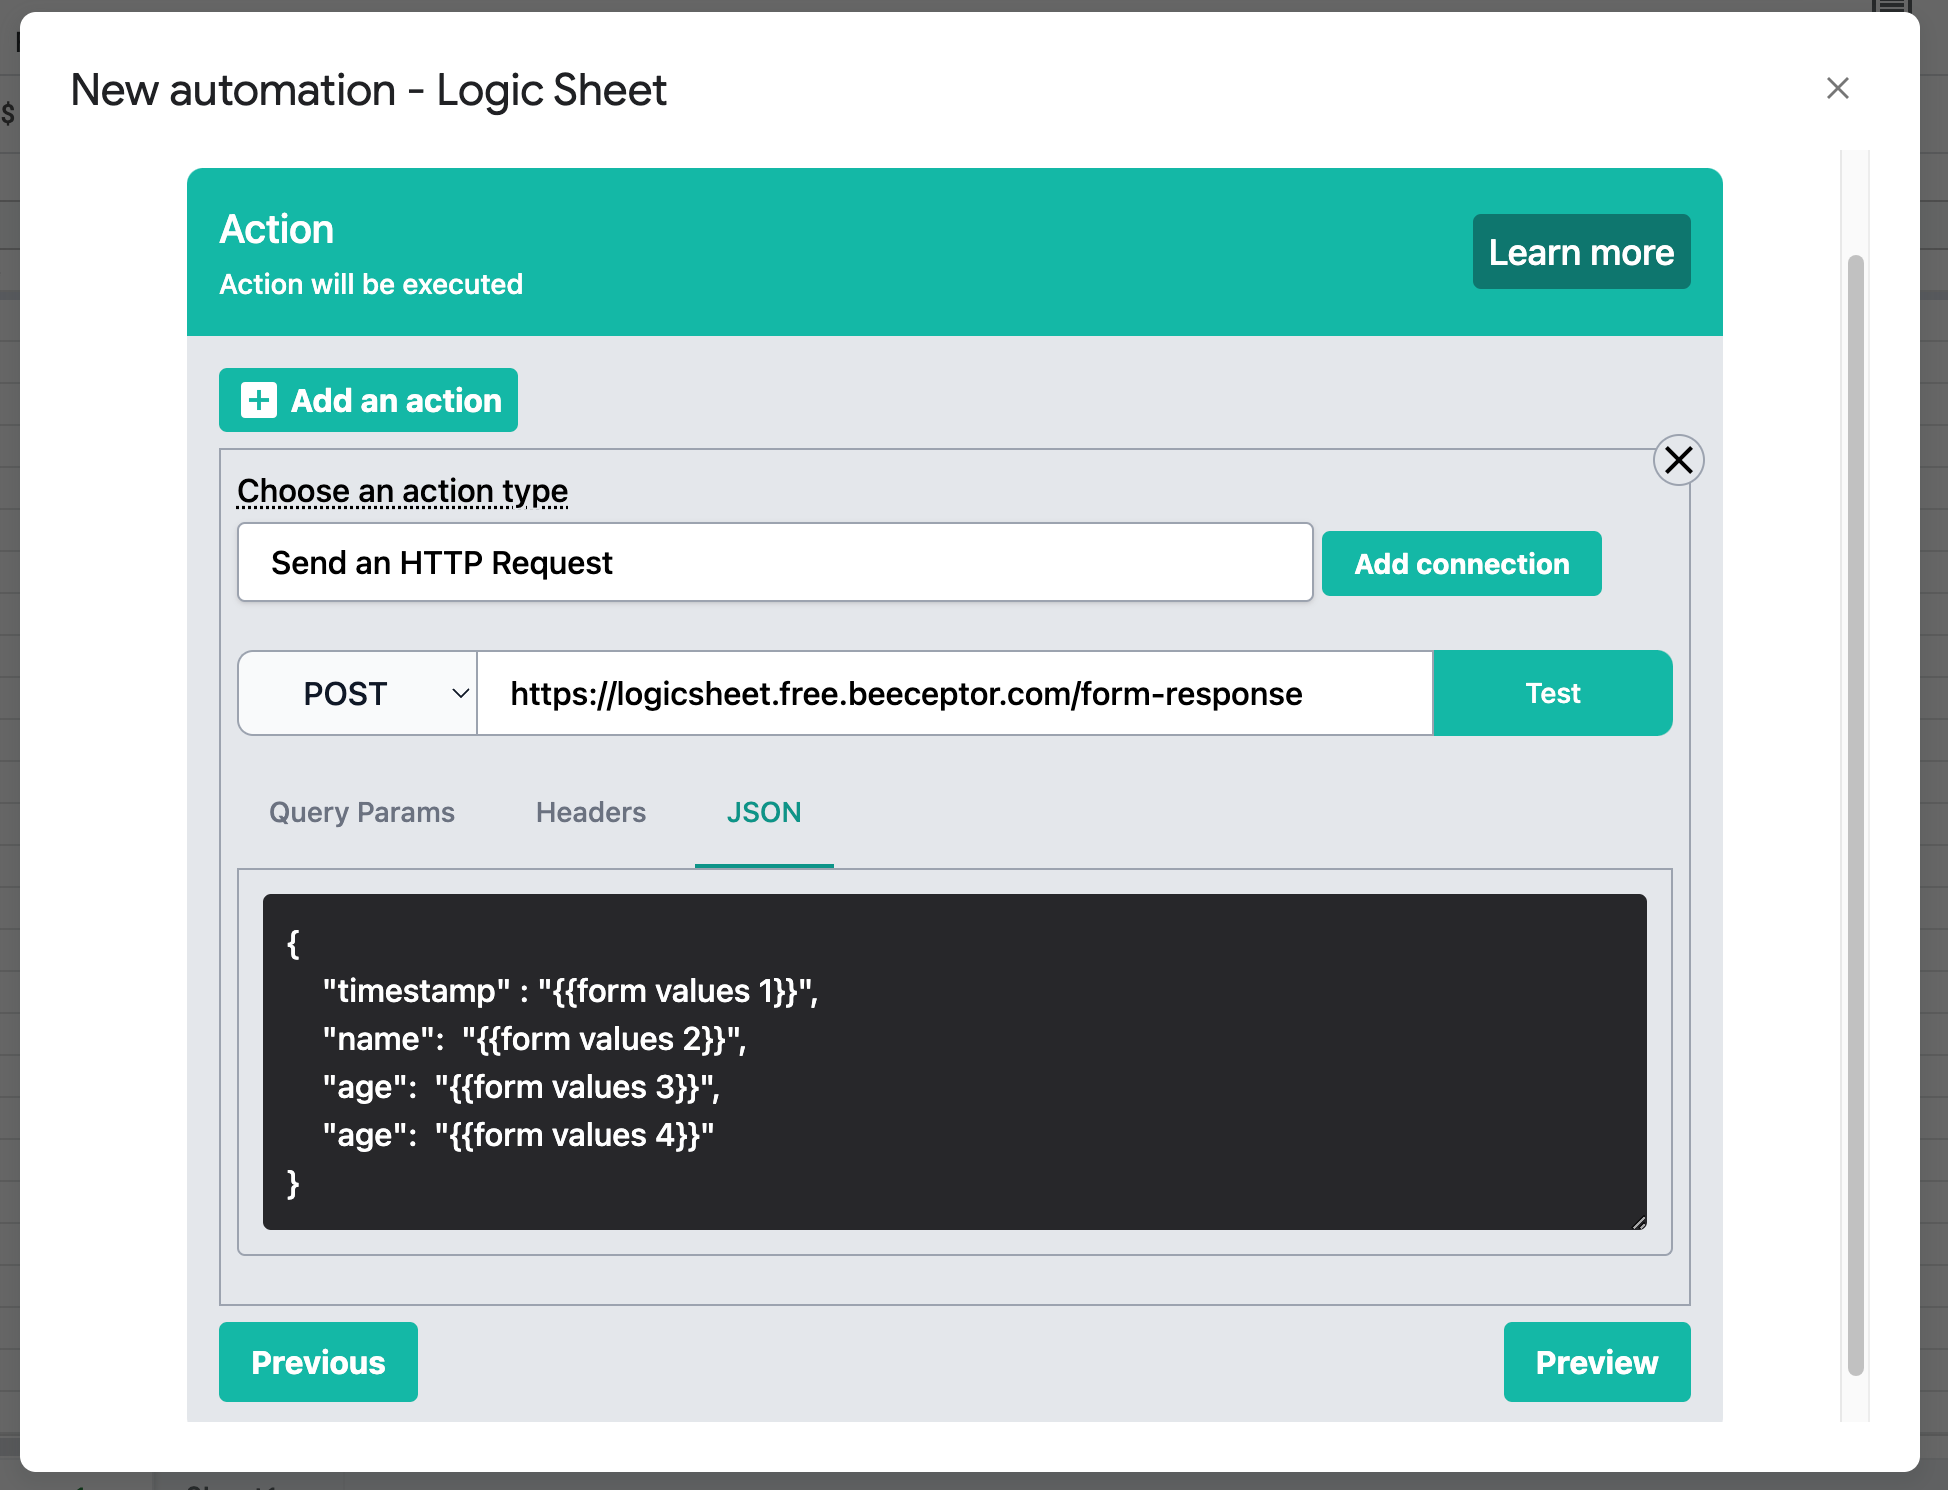 New automation - Logic Sheet
$
Action
Learn more
Action will be executed
Add an action
Choose an action type
Send an HTTP Request
Add connection
POST
https://logicsheet.free.beeceptor.com/form-response
Test
Query Params
Headers
JSON
{
"timestamp" : "{{form values 1}}",
"name": "{{form values 2}}",
"age": "{{form values 3}}",
"age": "{{form values 4}}"
}
Previous
Preview